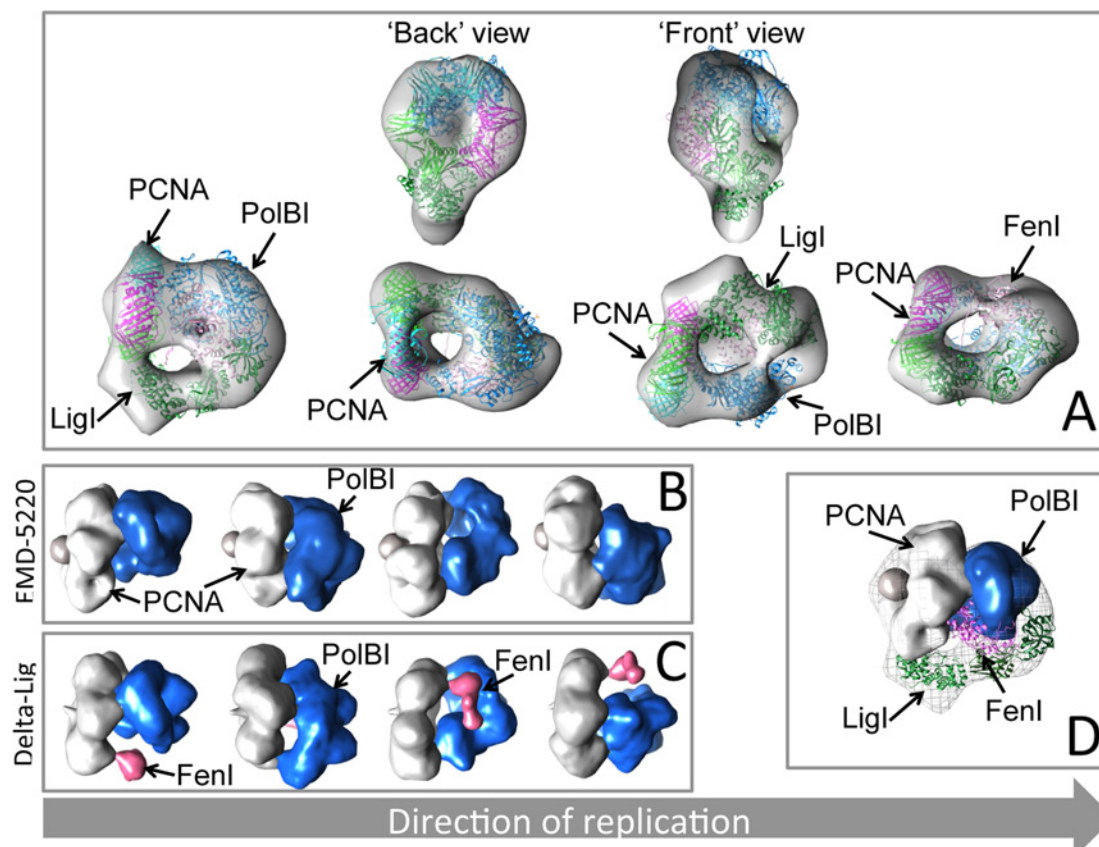 'Back' view
'Front' view
PCNA
PolBI
LigI
PCNA
LigI
PCNA
PolBI
FenI
PCNA
A
FMD-5220
PCNA
PolBI
B
Delta-Lig
FenI
PolBI
FenI
C
PCNA
PolBI
LigI
FenI
D
Direction of replication